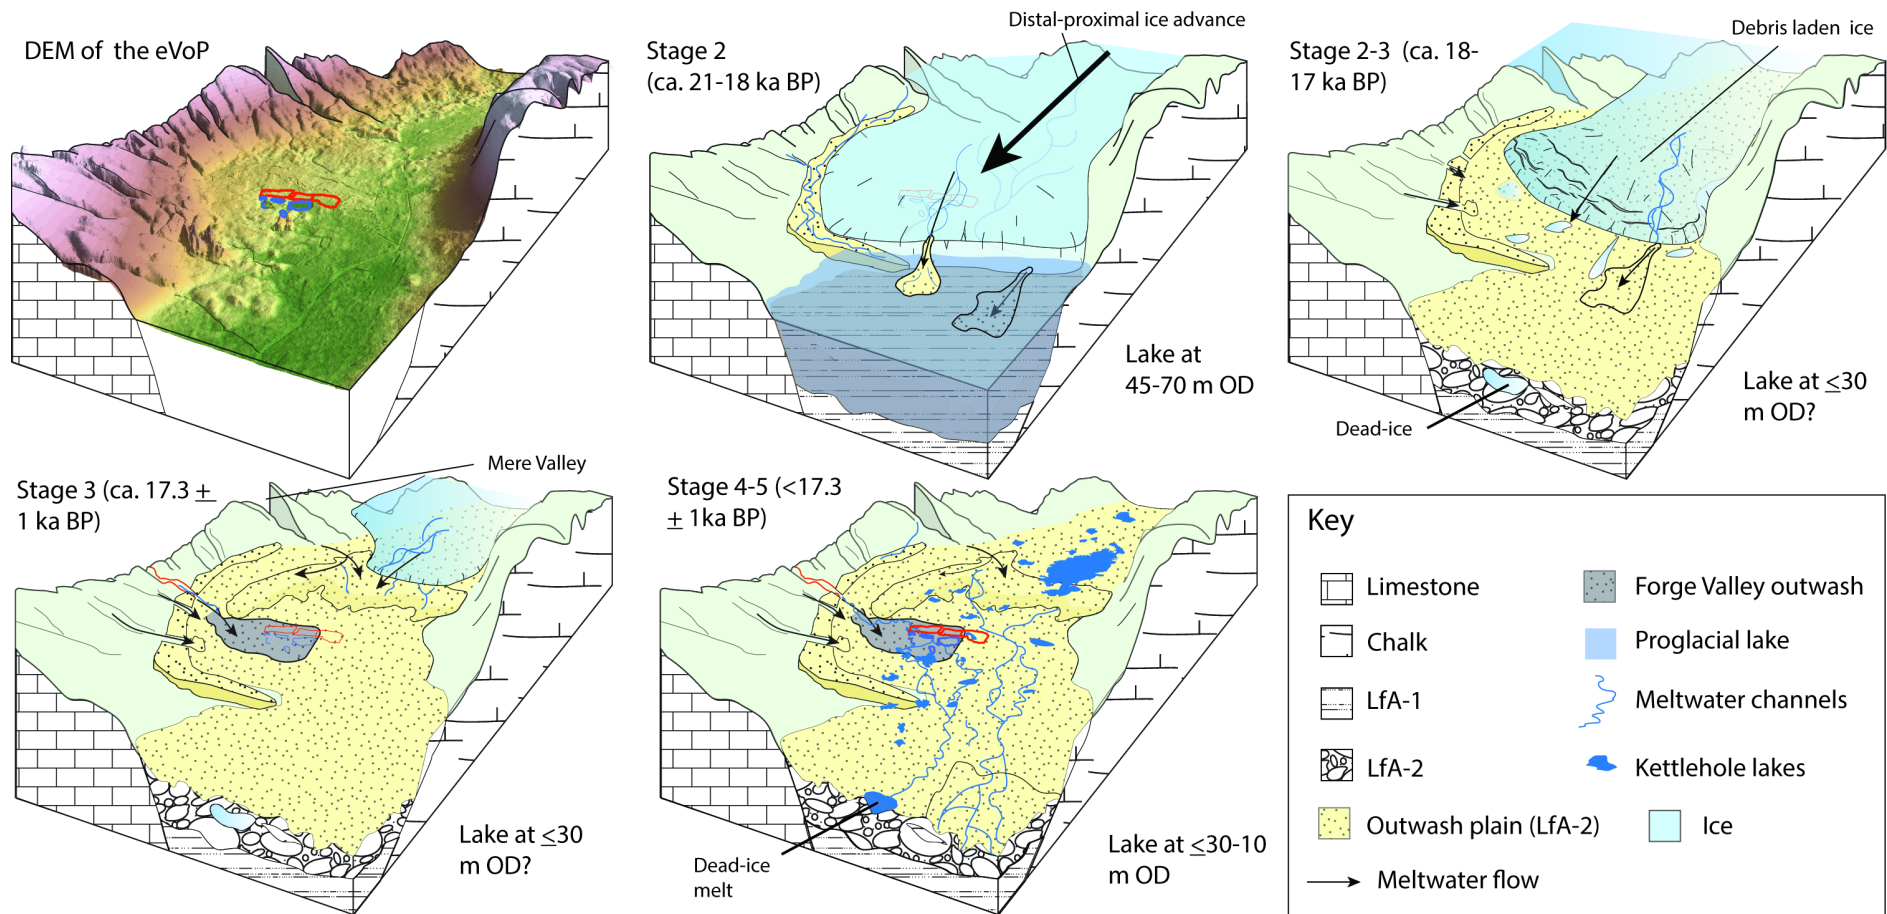 DEM of the eVoP
Stage 2
(ca. 21-18 ka BP)
Distal-proximal ice advance
Lake at
45-70 m OD
Stage 2-3 (ca. 18-
17 ka BP)
Debris laden ice
Dead-ice
Lake at <30
m OD?
Stage 3 (ca. 17.3 +
1 ka BP)
Mere Valley
Lake at <30
m OD?
Stage 4-5 (<17.3
+ 1ka BP)
Dead-ice
melt
Lake at <30-10
m OD
Key
Limestone
Chalk
LfA-1
LfA-2
Outwash plain (LfA-2)
Meltwater flow
Forge Valley outwash
Proglacial lake
Meltwater channels
Kettlehole lakes
Ice